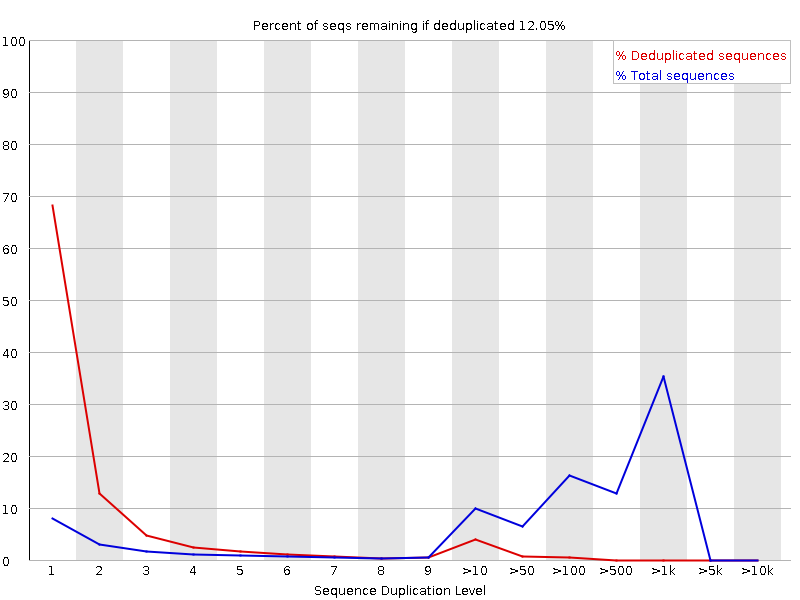 Percent of seqs remaining if deduplicated 12.05%
% Deduplicated sequences
% Total sequences
100
90
80
70
60
50
40
30
20
10
0
1 2 3 4 5 6 7 8 9 >10 >50 >100 >500 >1k >5k >10k
Sequence Duplication Level